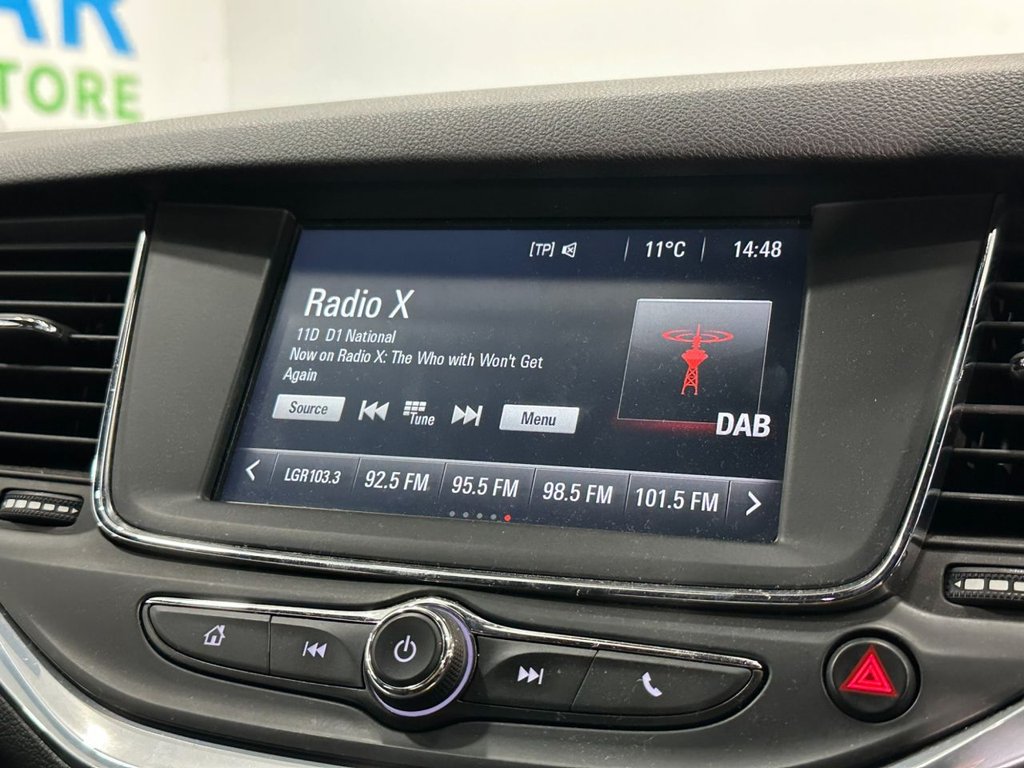 AR
TORE
[TP]
11°C
14:48
Radio X
11D D1 National
Now on Radio X: The Who with Won't Get
Again
Source
Tune
Menu
DAB
LGR103.3
92.5 FM
95.5 FM
98.5 FM
101.5 FM